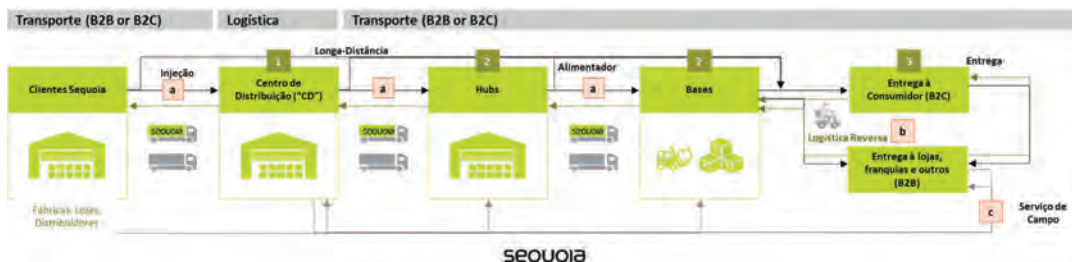 Transporte (B2B or B2C)
Logística
Transporte (B2B or B2C)
Longa-Distância
Injeção
a
Clientes Sequoia
1
Centro de
Distribuição ("CD")
a
2
Hubs
Alimentador
a
2
Bases
3
Entrega à
Consumidor (B2C)
Entrega
Logística Reversa
b
Entrega à lojas,
franquias e outros
(B2B)
c
Serviço de
Campo
sequoia
sequoia
sequoia
Fábricas, Lojas,
Distribuidores
sequoia